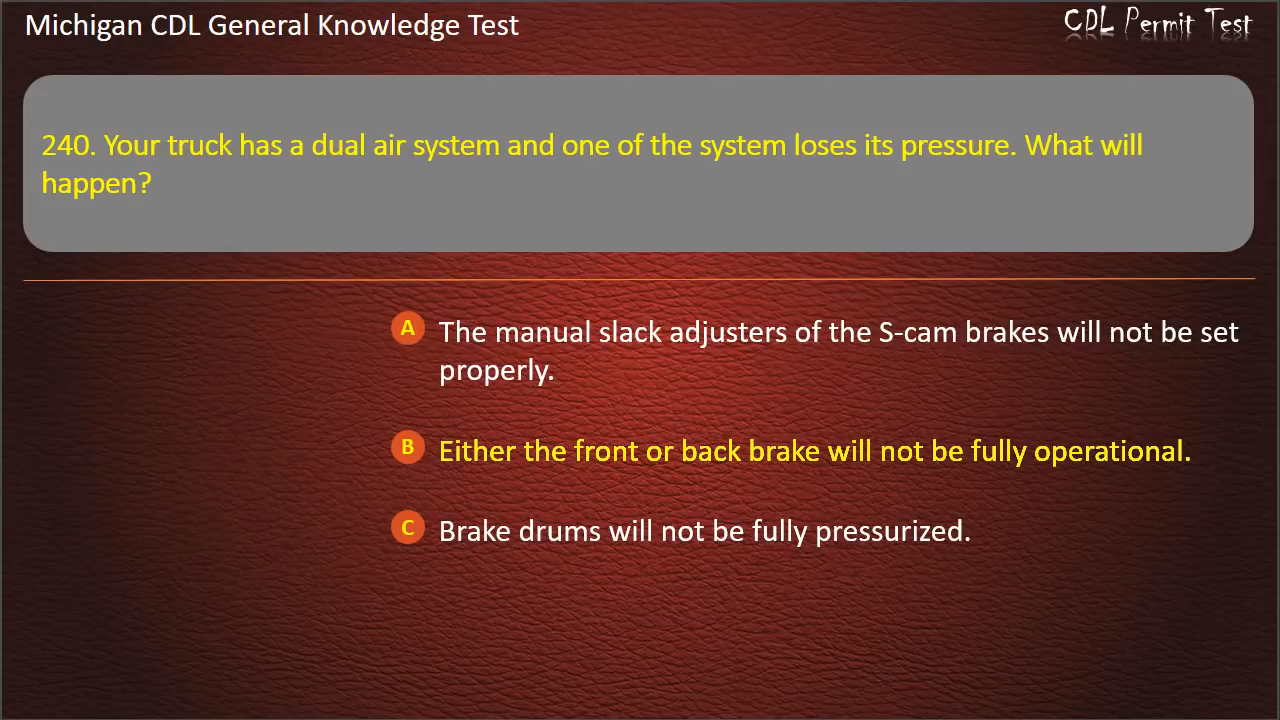 Michigan CDL General Knowledge Test
CDL Permit Test
240. Your truck has a dual air system and one of the system loses its pressure. What will
happen?
A The manual slack adjusters of the S-cam brakes will not be set
properly.
B Either the front or back brake will not be fully operational.
C Brake drums will not be fully pressurized.